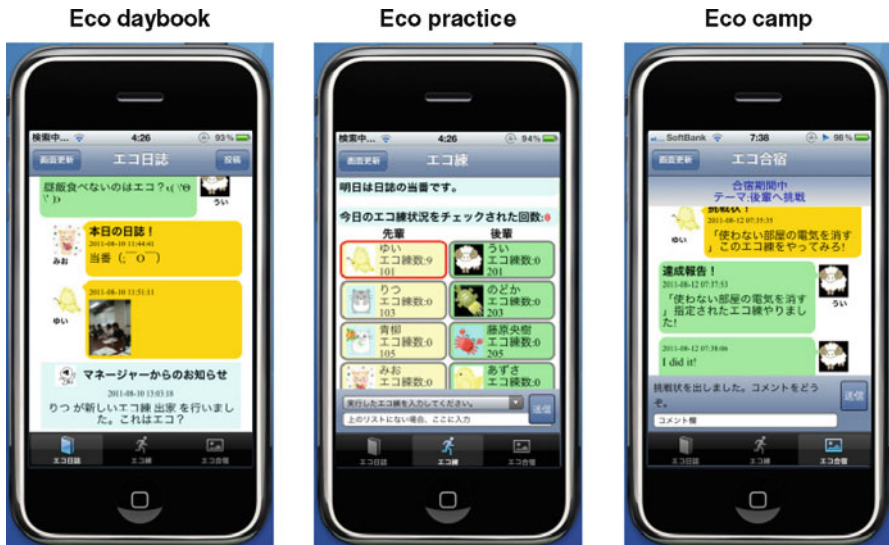 Eco daybook
Eco practice
Eco camp
検索中...
4:26
93%
画面更新
エコ日誌
投稿
昼飯食べないのはエコ?
うい
本日の日誌!
2011-08-10 11:44:41
みお
当番
2011-08-10 11:51:11
ゆい
マネージャーからのお知らせ
2011-08-10 13:03:18
りつ が新しいエコ練 出家 を行いまし
た。これはエコ?
エコ日誌
エコ練
エコ合宿
検索中...
4:26
94%
画面更新
エコ練
明日は日誌の当番です。
今日のエコ練状況をチェックされた回数:
先輩
後輩
ゆい
エコ練数:9
101
うい
エコ練数:0
201
りつ
エコ練数:0
103
のどか
エコ練数:0
203
青柳
エコ練数:0
105
藤原央樹
エコ練数:0
205
みお
エコ練数:0
あずさ
エコ練数:0
実行したエコ練を入力してください。
送信
上のリストにない場合、ここに入力
エコ日誌
エコ練
エコ合宿
SoftBank
7:38
98%
画面更新
エコ合宿
合宿期間中
テーマ:後輩へ挑戦
挑戦状!
2011-08-12 07:35:35
ゆい
「使わない部屋の電気を消す
」このエコ練をやってみろ!
達成報告!
2011-08-12 07:37:53
うい
「使わない部屋の電気を消す
」指定されたエコ練やりまし
た!
2011-08-12 07:38:06
I did it!
挑戦状を出しました。コメントをどう
ぞ。
送信
コメント欄
エコ日誌
エコ練
エコ合宿